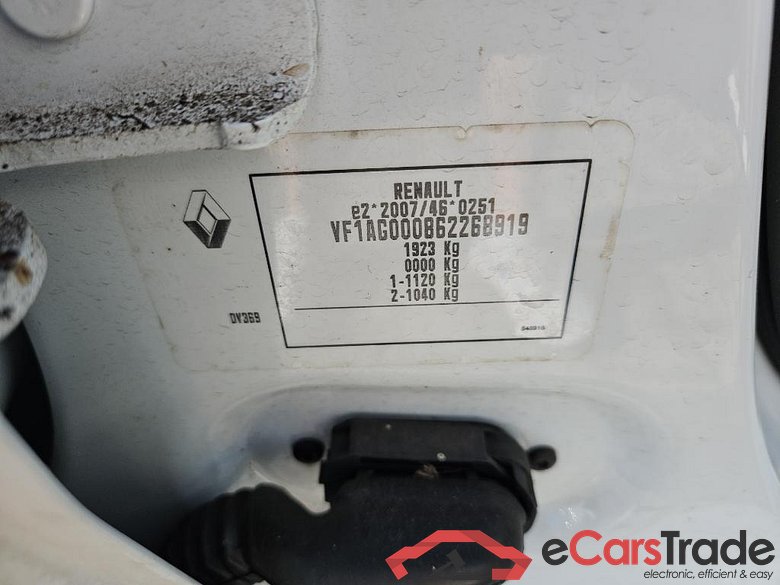 RENAULT
e2*2007/46*0251
VF1AG000862268919
1923 Kg
0000 Kg
1-1120 Kg
2-1040 Kg
DV369
eCarsTrade
electronic, efficient & easy